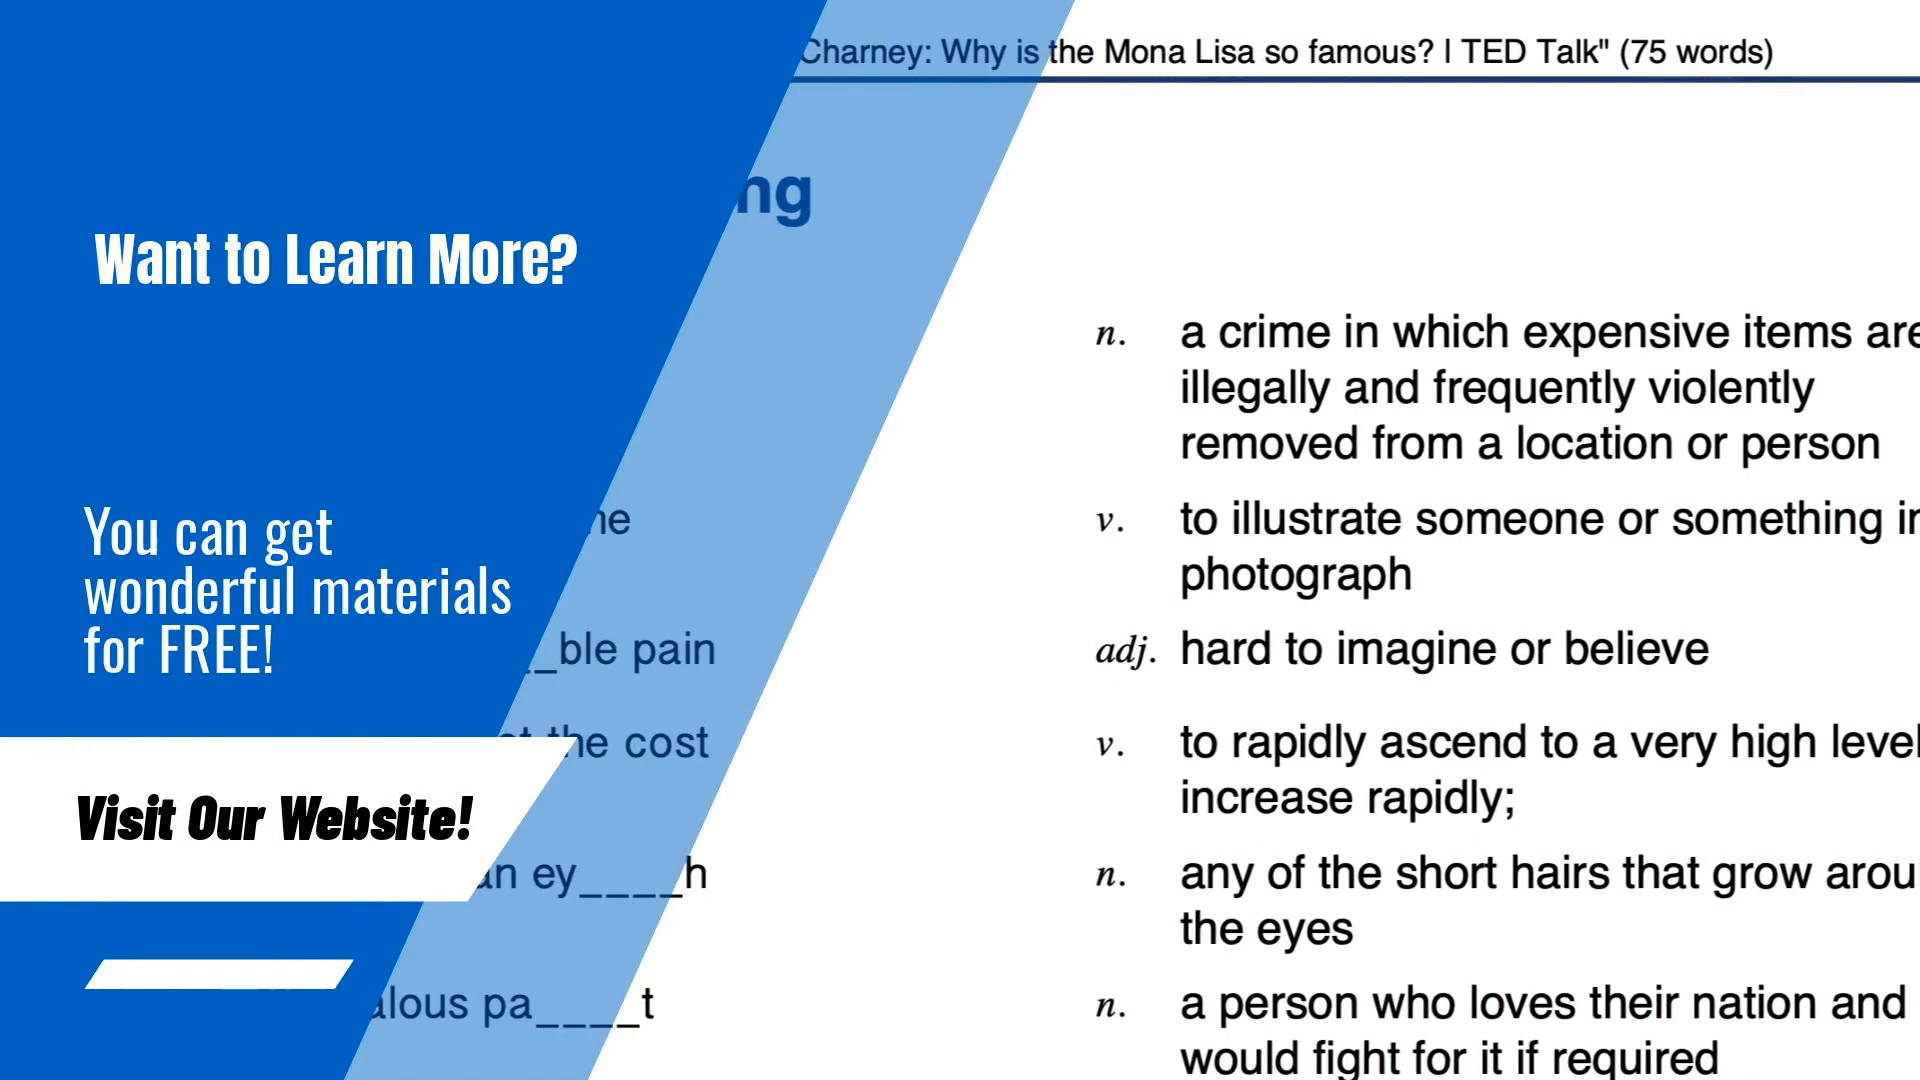 Charney: Why is the Mona Lisa so famous? | TED Talk" (75 words)
ng
Want to Learn More?
You can get
wonderful materials
for FREE!
Visit Our Website!
n. a crime in which expensive items are
illegally and frequently violently
removed from a location or person
ne v. to illustrate someone or something in
photograph
_ble pain adj. hard to imagine or believe
the cost v. to rapidly ascend to a very high level
increase rapidly;
an ey____h n. any of the short hairs that grow arou
the eyes
alous pa____t n. a person who loves their nation and
would fight for it if required